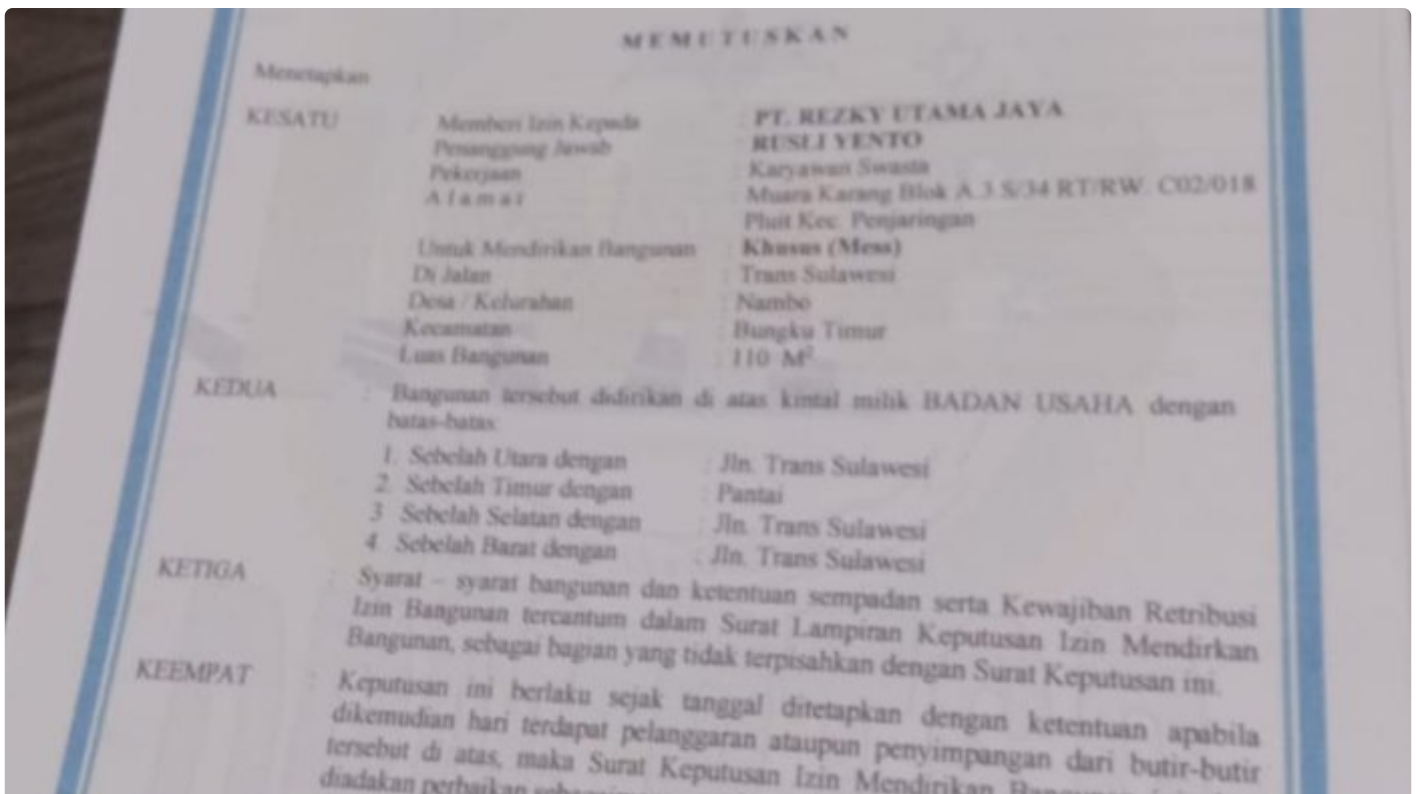 MEMUTUSKAN
Menetapkan
KESATU : Memberi Izin Kepada : PT. REZKY UTAMA JAYA
Penanggung Jawab : RUSLI YENTO
Pekerjaan : Karyawan Swasta
Alamat : Muara Karang Blok A.3 S/34 RT/RW. C02/018
Pluit Kec. Penjaringan
Untuk Mendirikan Bangunan : Khusus (Mess)
Di Jalan : Trans Sulawesi
Desa / Kelurahan : Nambo
Kecamatan : Bungku Timur
Luas Bangunan : 110 M²
KEDUA : Bangunan tersebut didirikan di atas kintal milik BADAN USAHA dengan
batas-batas:
1. Sebelah Utara dengan : Jln. Trans Sulawesi
2. Sebelah Timur dengan : Pantai
3 Sebelah Selatan dengan : Jln. Trans Sulawesi
4. Sebelah Barat dengan : Jln. Trans Sulawesi
KETIGA : Syarat – syarat bangunan dan ketentuan sempadan serta Kewajiban Retribusi
Izin Bangunan tercantum dalam Surat Lampiran Keputusan Izin Mendirkan
Bangunan, sebagai bagian yang tidak terpisahkan dengan Surat Keputusan ini.
KEEMPAT : Keputusan ini berlaku sejak tanggal ditetapkan dengan ketentuan apabila
dikemudian hari terdapat pelanggaran ataupun penyimpangan dari butir-butir
tersebut di atas, maka Surat Keputusan Izin Mendirikan Bangunan
diadakan perbaikan